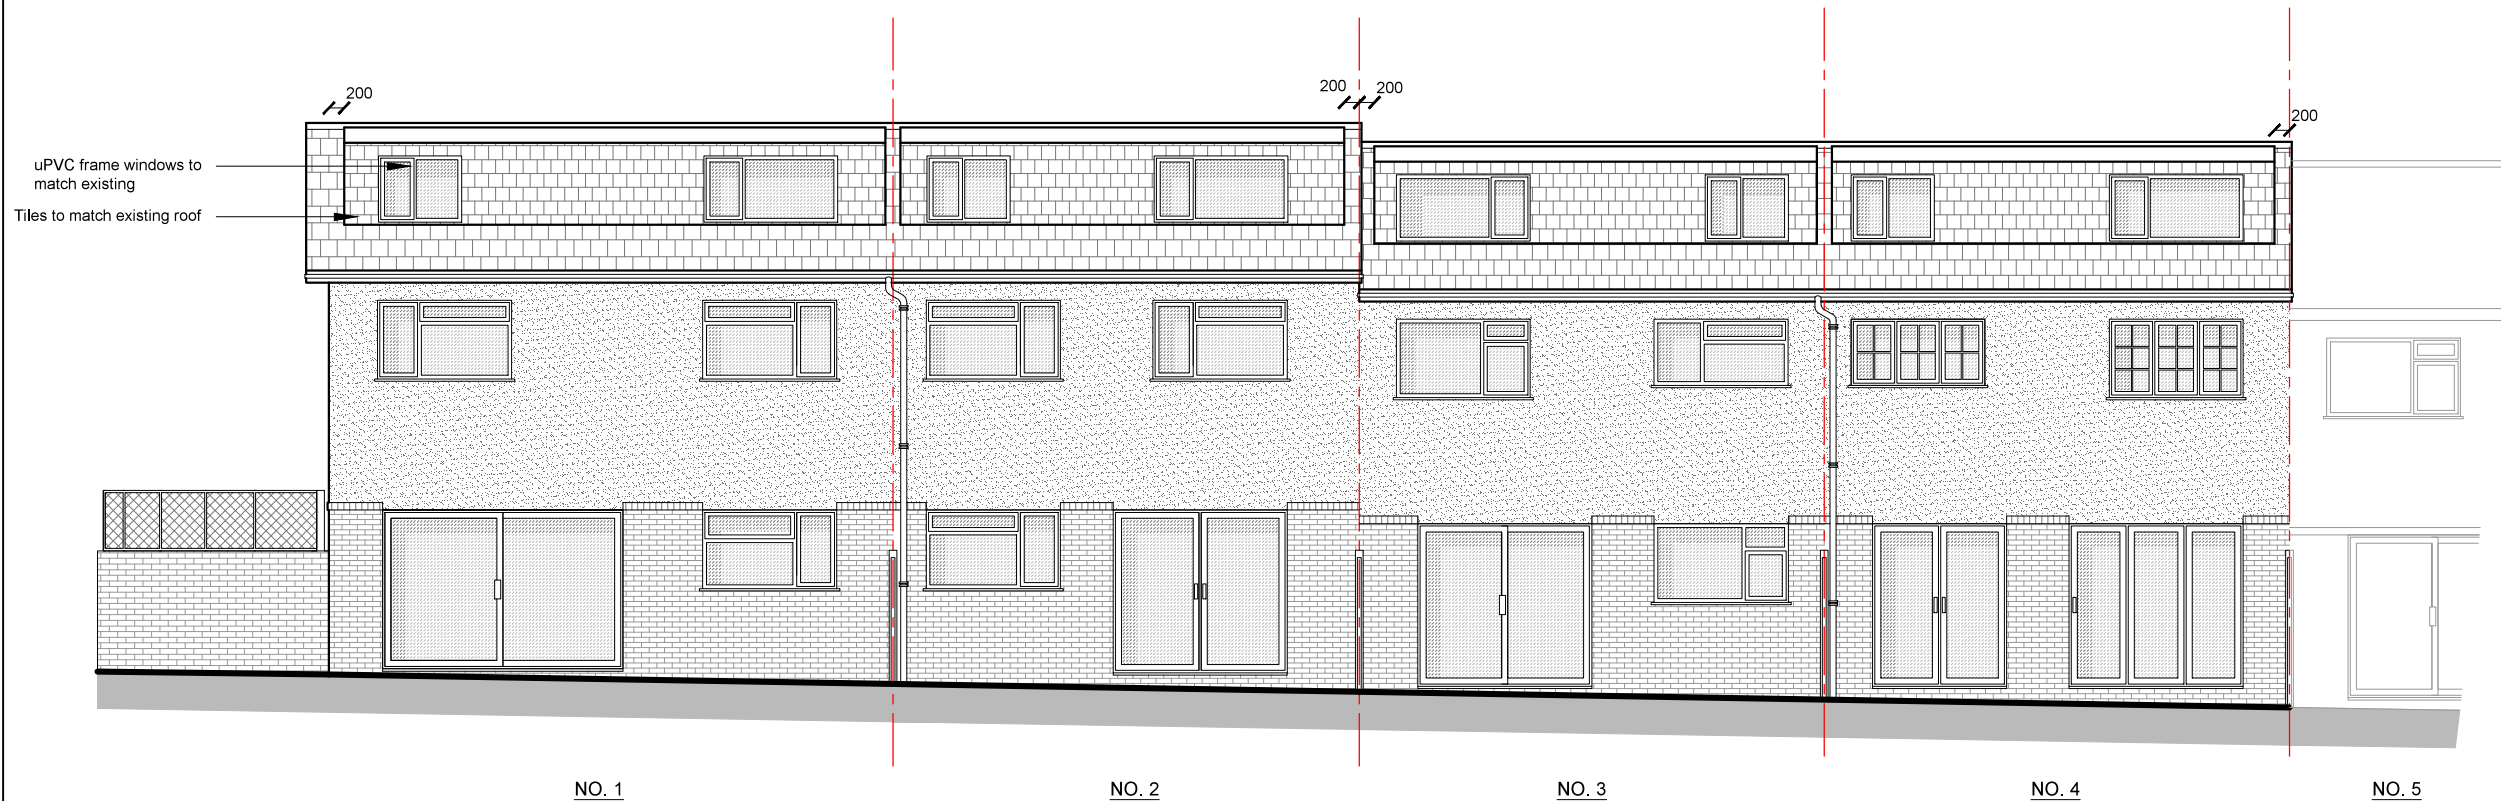 200
200
200
200
uPVC frame windows to
match existing
Tiles to match existing roof
NO. 1
NO. 2
NO. 3
NO. 4
NO. 5